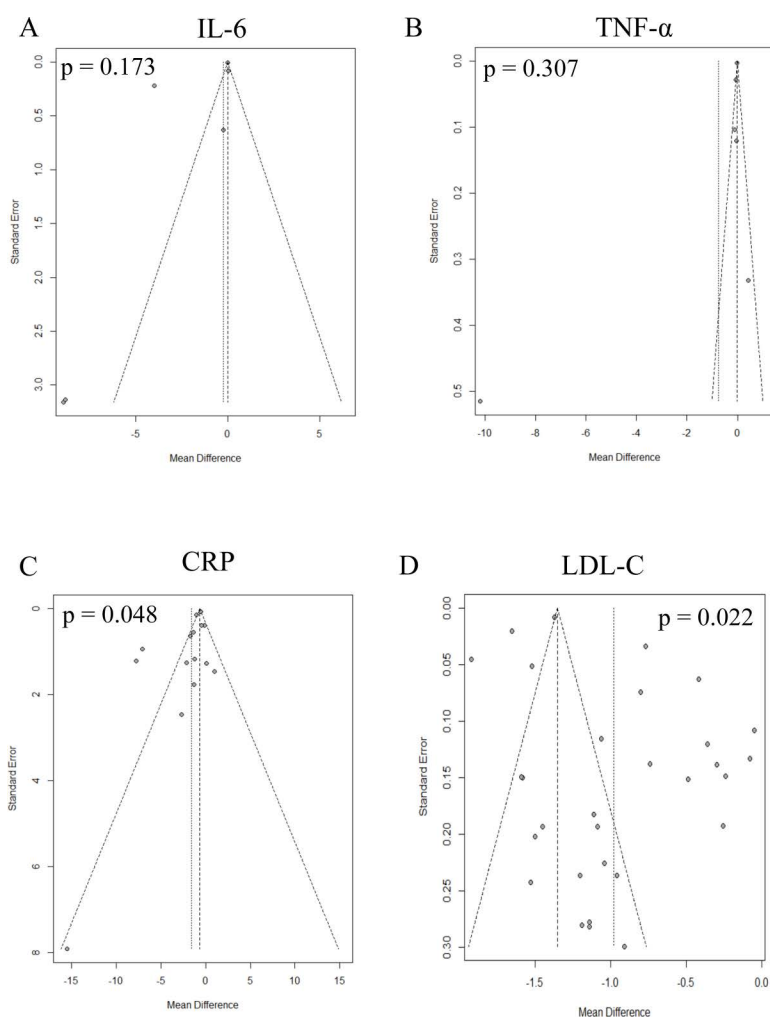 A
IL-6
p = 0.173
0.0
0.5
1.0
1.5
2.0
2.5
3.0
Standard Error
-5
0
5
Mean Difference
B
TNF-α
p = 0.307
0.0
0.1
0.2
0.3
0.4
0.5
Standard Error
-10
-8
-6
-4
-2
0
Mean Difference
C
CRP
p = 0.048
0
2
4
6
8
Standard Error
-15
-10
-5
0
5
10
15
Mean Difference
D
LDL-C
p = 0.022
0.00
0.05
0.10
0.15
0.20
0.25
0.30
Standard Error
-1.5
-1.0
-0.5
0.0
Mean Difference